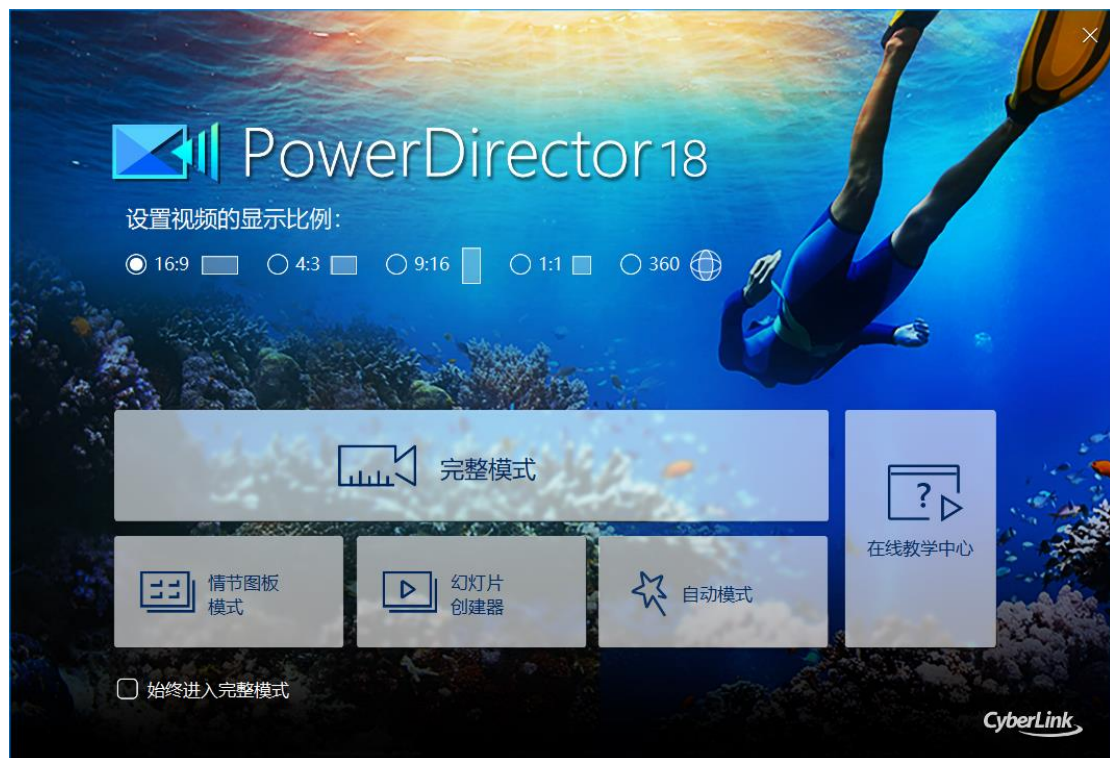 PowerDirector 18
设置视频的显示比例：
16:9 4:3 9:16 1:1 360
完整模式
在线教学中心
情节图板
模式
幻灯片
创建器
自动模式
始终进入完整模式
CyberLink